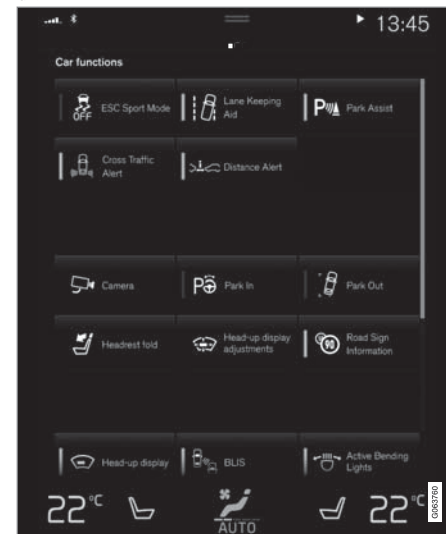 13:45
Car functions
OFF
ESC Sport Mode
Lane Keeping
Aid
P
Park Assist
Cross Traffic
Alert
Distance Alert
Camera
P
Park In
Park Out
Headrest fold
Head-up display
adjustments
90
Road Sign
Information
Head-up display
BLIS
Active Bending
Lights
22°C
AUTO
22°C
G063760